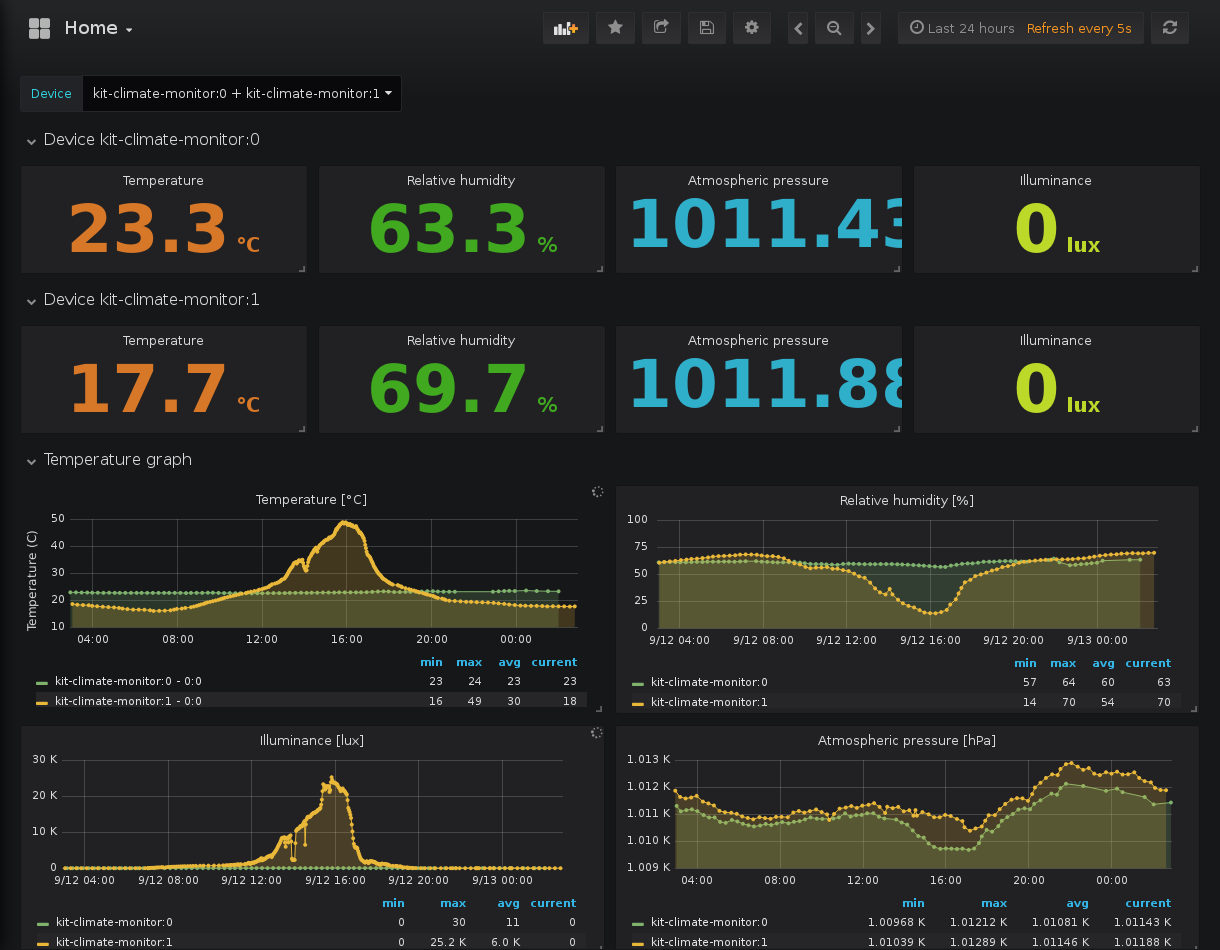 Home
Last 24 hours Refresh every 5s
Device kit-climate-monitor:0 + kit-climate-monitor:1
Device kit-climate-monitor:0
Temperature Relative humidity Atmospheric pressure Illuminance
23.3 °C 63.3 % 1011.43 0 lux
Device kit-climate-monitor:1
Temperature Relative humidity Atmospheric pressure Illuminance
17.7 °C 69.7 % 1011.88 0 lux
Temperature graph
Temperature [°C]
Temperature (C)
50
40
30
20
10
04:00 08:00 12:00 16:00 20:00 00:00
min max avg current
kit-climate-monitor:0 - 0:0 23 24 23 23
kit-climate-monitor:1 - 0:0 16 49 30 18
Relative humidity [%]
100
75
50
25
0
9/12 04:00 9/12 08:00 9/12 12:00 9/12 16:00 9/12 20:00 9/13 00:00
min max avg current
kit-climate-monitor:0 57 64 60 63
kit-climate-monitor:1 14 70 54 70
Illuminance [lux]
30 K
20 K
10 K
0
9/12 04:00 9/12 08:00 9/12 12:00 9/12 16:00 9/12 20:00 9/13 00:00
min max avg current
kit-climate-monitor:0 0 30 11 0
kit-climate-monitor:1 0 25.2 K 6.0 K 0
Atmospheric pressure [hPa]
1.013 K
1.012 K
1.011 K
1.010 K
1.009 K
04:00 08:00 12:00 16:00 20:00 00:00
min max avg current
kit-climate-monitor:0 1.00968 K 1.01212 K 1.01081 K 1.01143 K
kit-climate-monitor:1 1.01039 K 1.01289 K 1.01146 K 1.01188 K